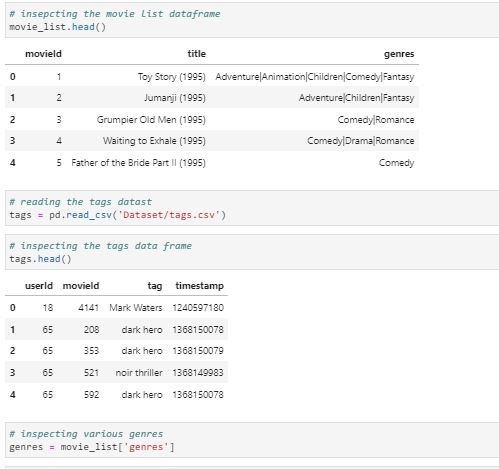 # insepcting the movie list dataframe
movie_list.head()
movieId title genres
0 1 Toy Story (1995) Adventure|Animation|Children|Comedy|Fantasy
1 2 Jumanji (1995) Adventure|Children|Fantasy
2 3 Grumpier Old Men (1995) Comedy|Romance
3 4 Waiting to Exhale (1995) Comedy|Drama|Romance
4 5 Father of the Bride Part II (1995) Comedy
# reading the tags datast
tags = pd.read_csv('Dataset/tags.csv')
# inspecting the tags data frame
tags.head()
userId movieId tag timestamp
0 18 4141 Mark Waters 1240597180
1 65 208 dark hero 1368150078
2 65 353 dark hero 1368150079
3 65 521 noir thriller 1368149983
4 65 592 dark hero 1368150078
# inspecting various genres
genres = movie_list['genres']